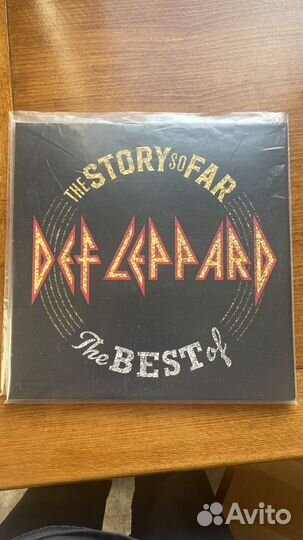 THE STORY SO FAR
DEF LEPPARD
The BEST of
Avito